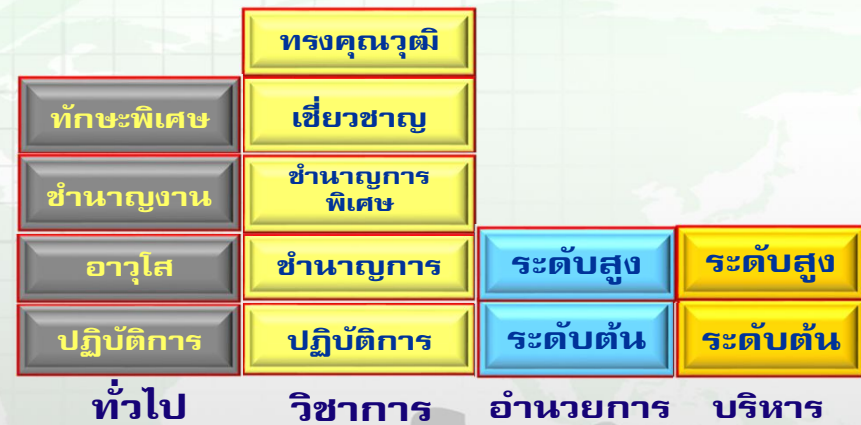 ทรงคุณวุฒิ
ทักษะพิเศษ
เชี่ยวชาญ
ชำนาญงาน
ชำนาญการ
พิเศษ
อาวุโส
ชำนาญการ
ระดับสูง
ระดับสูง
ปฏิบัติการ
ปฏิบัติการ
ระดับต้น
ระดับต้น
ทั่วไป
วิชาการ
อำนวยการ
บริหาร